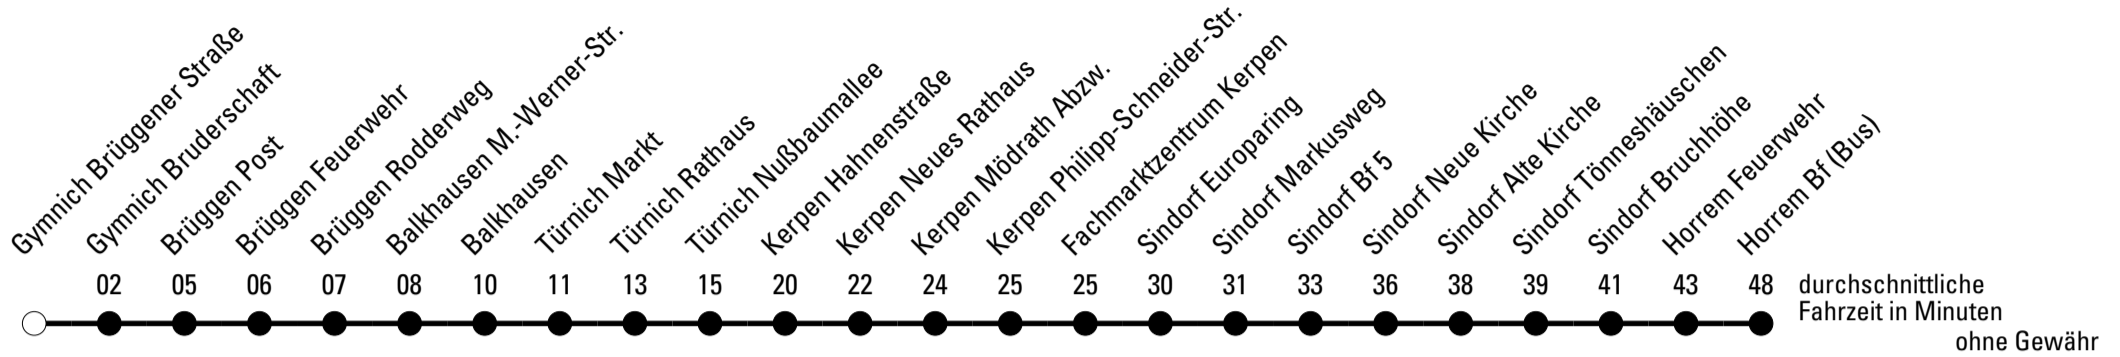 Gymnich Brüggener Straße
Gymnich Bruderschaft
Brüggen Post
Brüggen Feuerwehr
Brüggen Rodderweg
Balkhausen M.-Werner-Str.
Balkhausen
Türnich Markt
Türnich Rathaus
Türnich Nußbaumallee
Kerpen Hahnenstraße
Kerpen Neues Rathaus
Kerpen Mödrath Abzw.
Kerpen Philipp-Schneider-Str.
Fachmarktzentrum Kerpen
Sindorf Europaring
Sindorf Markusweg
Sindorf Bf 5
Sindorf Neue Kirche
Sindorf Alte Kirche
Sindorf Tönneshäuschen
Sindorf Bruchhöhe
Horrem Feuerwehr
Horrem Bf (Bus)
02 05 06 07 08 10 11 13 15 20 22 24 25 25 30 31 33 36 38 39 41 43 48 durchschnittliche
Fahrzeit in Minuten
ohne Gewähr